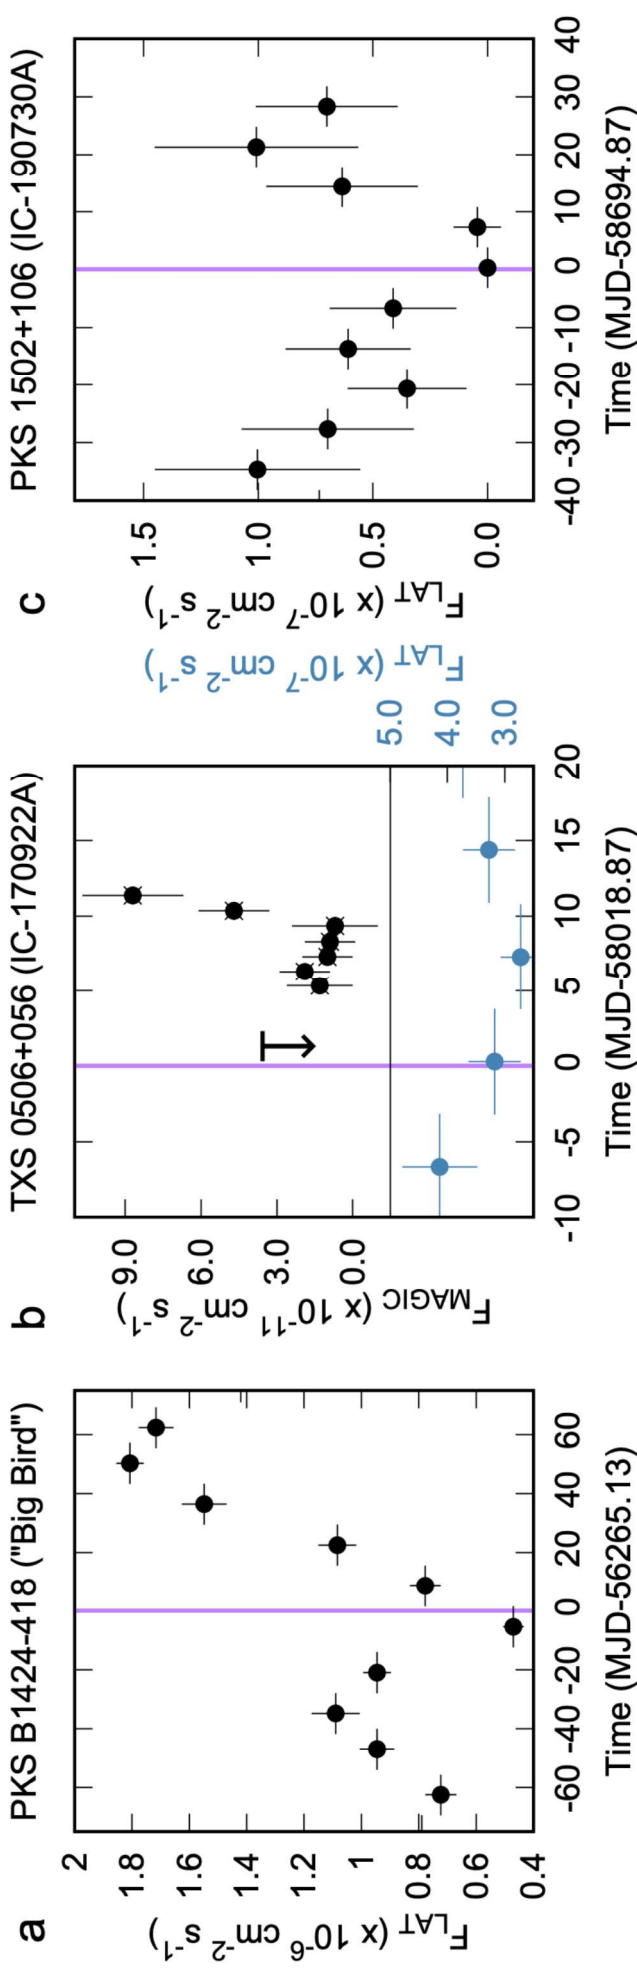 a
PKS B1424-418 ("Big Bird")
F_LAT (x 10^-6 cm^-2 s^-1)
2
1.8
1.6
1.4
1.2
1
0.8
0.6
0.4
-60 -40 -20 0 20 40 60
Time (MJD-56265.13)
b
TXS 0506+056 (IC-170922A)
F_MAGIC (x 10^-11 cm^-2 s^-1)
9.0
6.0
3.0
0.0
5.0
4.0
3.0
F_LAT (x 10^-7 cm^-2 s^-1)
-10 -5 0 5 10 15 20
Time (MJD-58018.87)
c
PKS 1502+106 (IC-190730A)
F_LAT (x 10^-7 cm^-2 s^-1)
1.5
1.0
0.5
0.0
-40 -30 -20 -10 0 10 20 30 40
Time (MJD-58694.87)